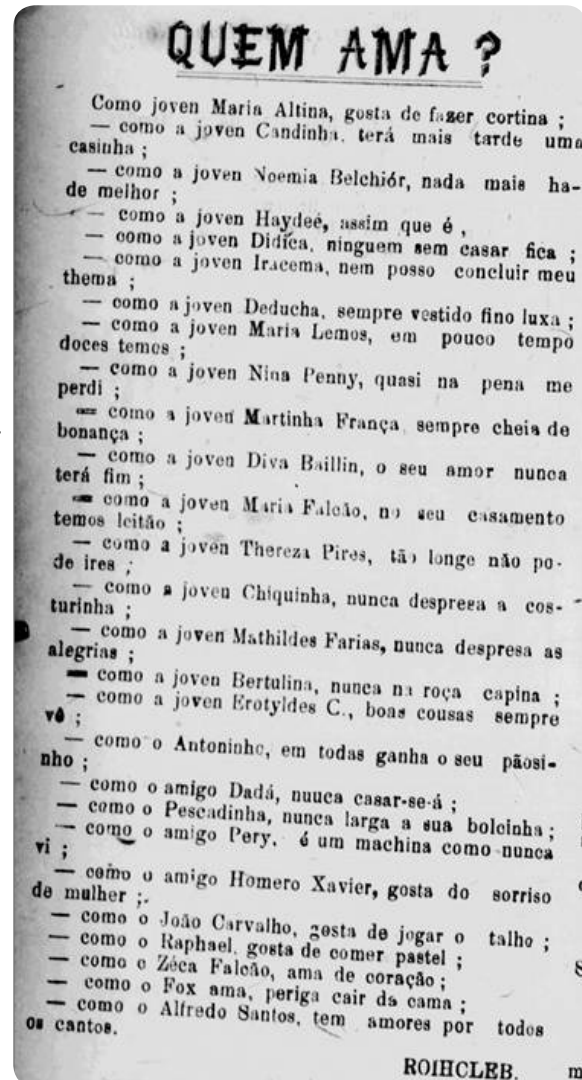 QUEM AMA ?
Como joven Maria Altina, gosta de fazer cortina ;
— como a joven Candinha, terá mais tarde uma
casinha ;
— como a joven Noemia Belchiór, nada mais ha-
de melhor ;
— como a joven Haydeé, assim que é ,
— como a joven Didica, ninguem sem casar fica ;
— como a joven Iracema, nem posso concluir meu
thema ;
— como a joven Deducha, sempre vestido fino luxa ;
— como a joven Maria Lemos, em pouco tempo
doces temos ;
— como a joven Nina Penny, quasi na pena me
perdi ;
— como a joven Martinha França, sempre cheia de
bonança ;
— como a joven Diva Baillin, o seu amor nunca
terá fim ;
— como a joven Maria Falcão, no seu casamento
temos leitão ;
— como a joven Thereza Pires, tão longe não po-
de ires ;
— como a joven Chiquinha, nunca despresa a cos-
turinha ;
— como a joven Mathildes Farias, nunca despresa as
alegrias ;
— como a joven Bertulina, nunca na roça capina ;
— como a joven Erotyldes C., boas cousas sempre
vê ;
— como o Antoninho, em todas ganha o seu pãosi-
nho ;
— como o amigo Dadá, nuuca casar-se-á ;
— como o Pescadinha, nunca larga a sua bolcinha ;
— como o amigo Pery, é um machina como nunca
vi ;
— como o amigo Homero Xavier, gosta do sorriso
de mulher ;.
— como o João Carvalho, gosta de jogar o talho ;
— como o Raphael, gosta de comer pastel ;
— como o Zéca Falcão, ama de coração ;
— como o Fox ama, periga cair da cama ;
— como o Alfredo Santos, tem amores por todos
os cantos.
ROIHCLEB.